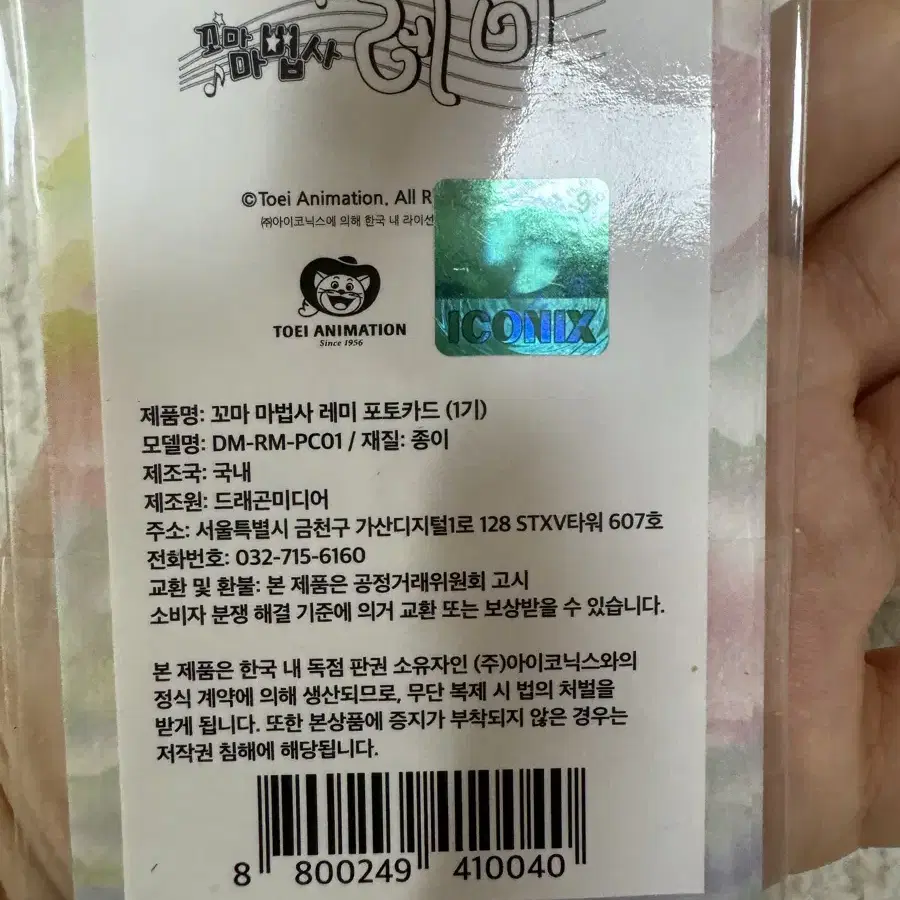 꼬마
마법사 레미
©Toei Animation. All R
㈜아이코닉스에 의해 한국 내 라이선
TOEI ANIMATION
Since 1956
ICONIX
제품명: 꼬마 마법사 레미 포토카드 (1기)
모델명: DM-RM-PC01 / 재질: 종이
제조국: 국내
제조원: 드래곤미디어
주소: 서울특별시 금천구 가산디지털1로 128 STXV타워 607호
전화번호: 032-715-6160
교환 및 환불: 본 제품은 공정거래위원회 고시
소비자 분쟁 해결 기준에 의거 교환 또는 보상받을 수 있습니다.
본 제품은 한국 내 독점 판권 소유자인 (주)아이코닉스와의
정식 계약에 의해 생산되므로, 무단 복제 시 법의 처벌을
받게 됩니다. 또한 본상품에 증지가 부착되지 않은 경우는
저작권 침해에 해당됩니다.
8 800249 410040